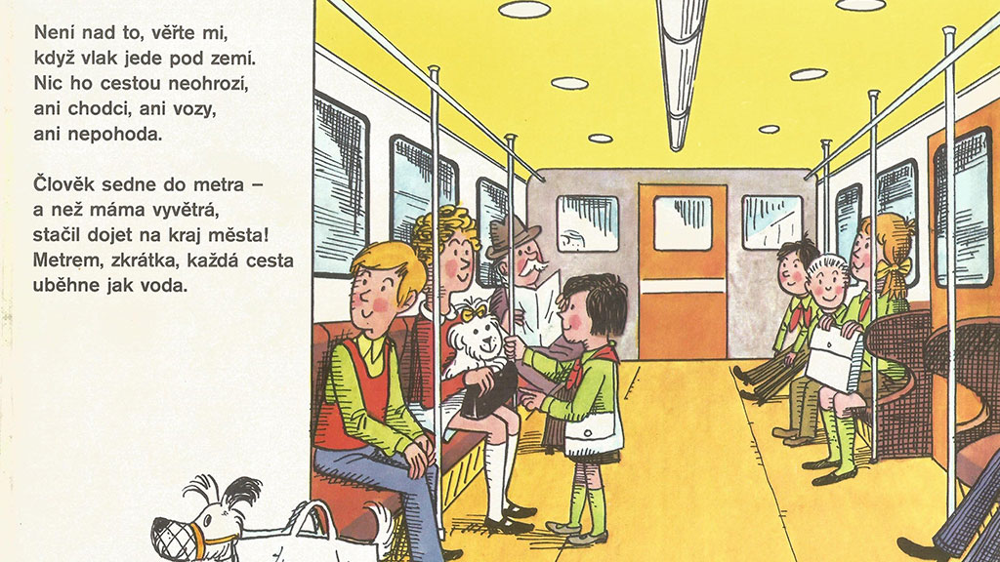 Není nad to, věřte mi,
když vlak jede pod zemí.
Nic ho cestou neohrozí,
ani chodci, ani vozy,
ani nepohoda.
Člověk sedne do metra –
a než máma vyvětrá,
stačil dojet na kraj města!
Metrem, zkrátka, každá cesta
uběhne jak voda.